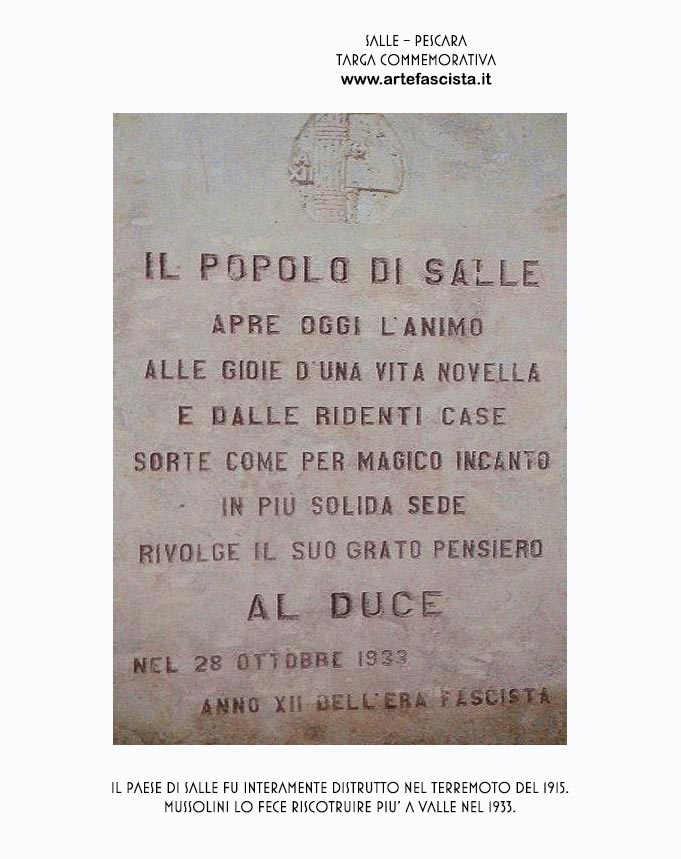 SALLE – PESCARA
TARGA COMMEMORATIVA
www.artefascista.it
A
XII
IL POPOLO DI SALLE
APRE OGGI L'ANIMO
ALLE GIOIE D'UNA VITA NOVELLA
E DALLE RIDENTI CASE
SORTE COME PER MAGICO INCANTO
IN PIÙ SOLIDA SEDE
RIVOLGE IL SUO GRATO PENSIERO
AL DUCE
NEL 28 OTTOBRE 1933
ANNO XII DELL'ERA FASCISTA
IL PAESE DI SALLE FU INTERAMENTE DISTRUTTO NEL TERREMOTO DEL 1915.
MUSSOLINI LO FECE RISCOTRUIRE PIU' A VALLE NEL 1933.